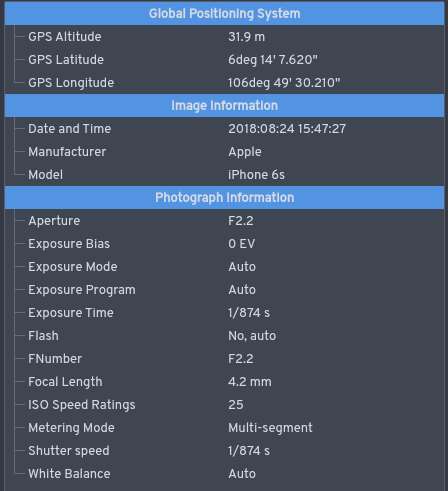 Global Positioning System
GPS Altitude 31.9 m
GPS Latitude 6deg 14' 7.620"
GPS Longitude 106deg 49' 30.210"
Image Information
Date and Time 2018:08:24 15:47:27
Manufacturer Apple
Model iPhone 6s
Photograph Information
Aperture F2.2
Exposure Bias 0 EV
Exposure Mode Auto
Exposure Program Auto
Exposure Time 1/874 s
Flash No, auto
FNumber F2.2
Focal Length 4.2 mm
ISO Speed Ratings 25
Metering Mode Multi-segment
Shutter speed 1/874 s
White Balance Auto